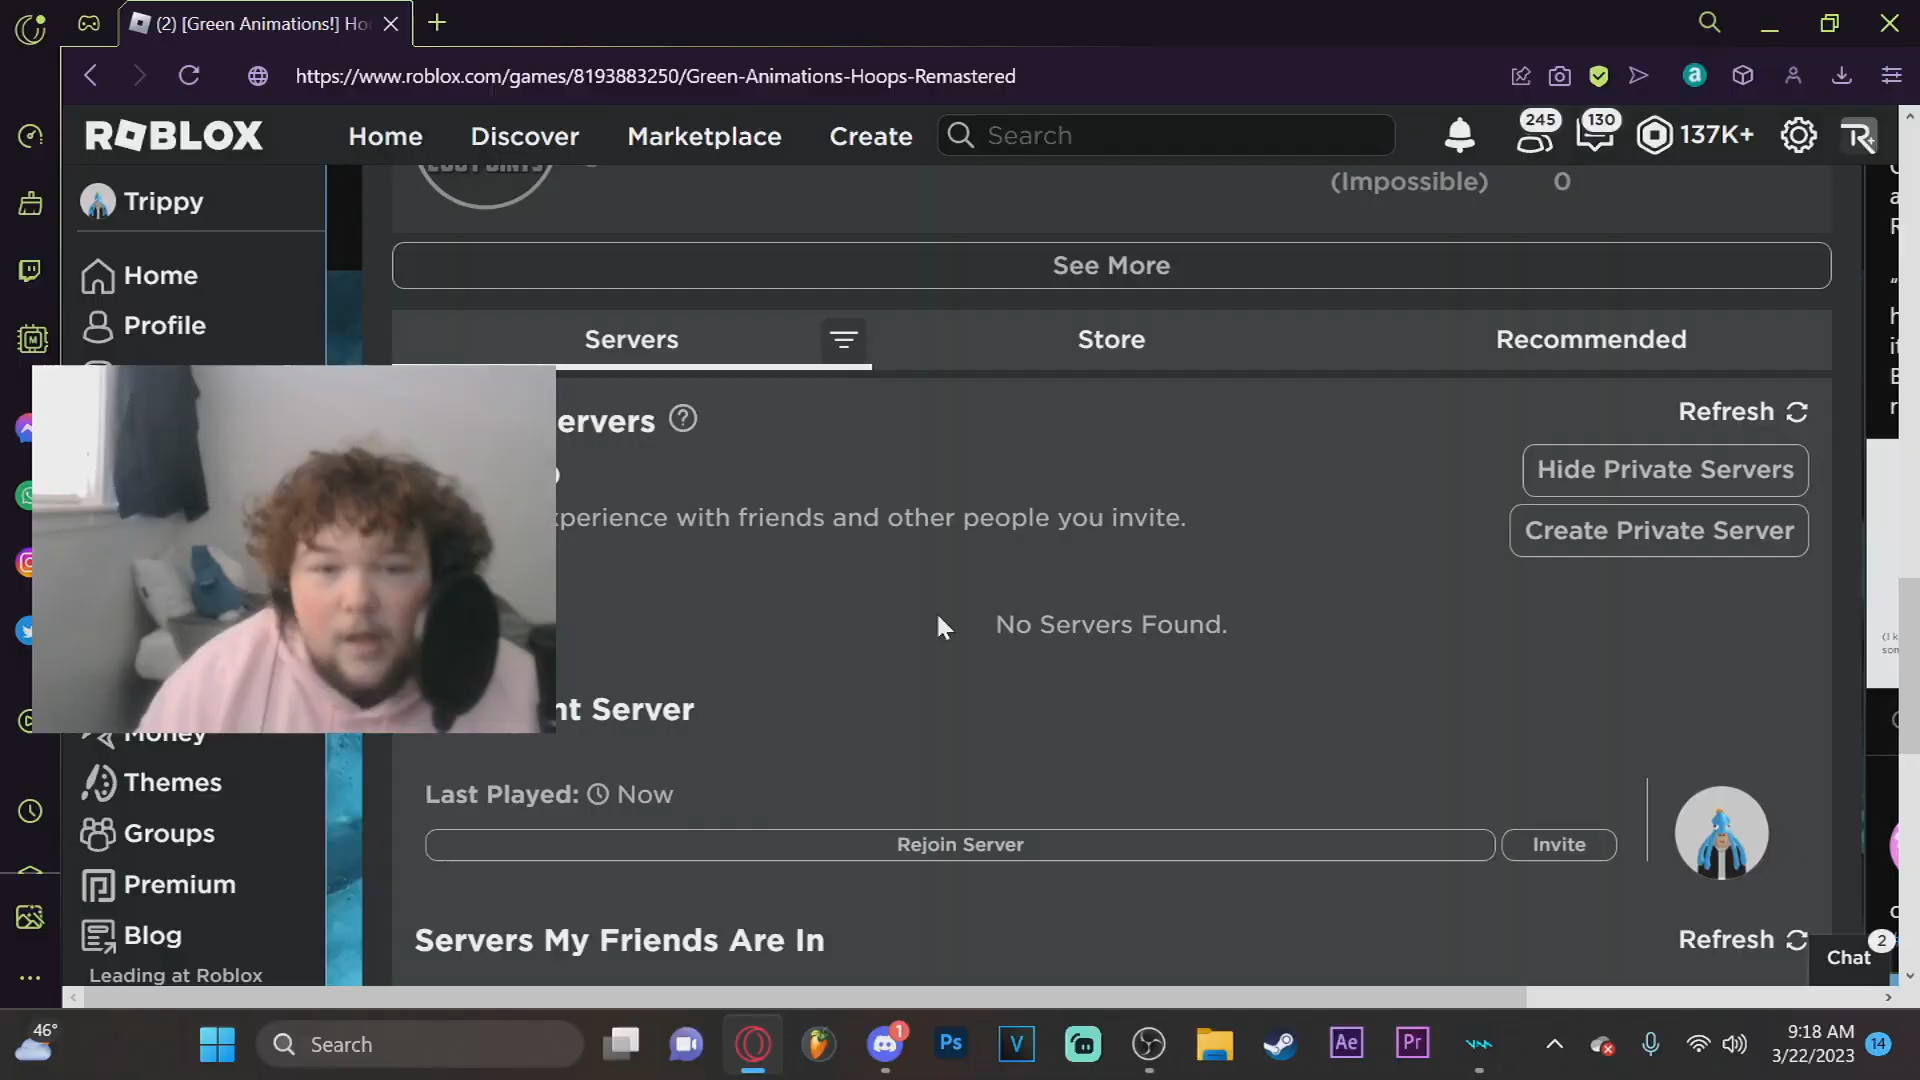 (2) [Green Animations!] Hoo
https://www.roblox.com/games/8193883250/Green-Animations-Hoops-Remastered
ROBLOX Home Discover Marketplace Create Search 245 130 137K+
(Impossible) 0
Trippy
See More
Home
Profile
Servers Store Recommended
ervers Refresh
Hide Private Servers
xperience with friends and other people you invite.
Create Private Server
No Servers Found.
nt Server
Money
Themes
Last Played: Now
Groups
Rejoin Server Invite
Premium
Blog
Servers My Friends Are In Refresh
Chat 2
Leading at Roblox
46°
Search
1
Ps
V
Ae
Pr
9:18 AM
3/22/2023
14